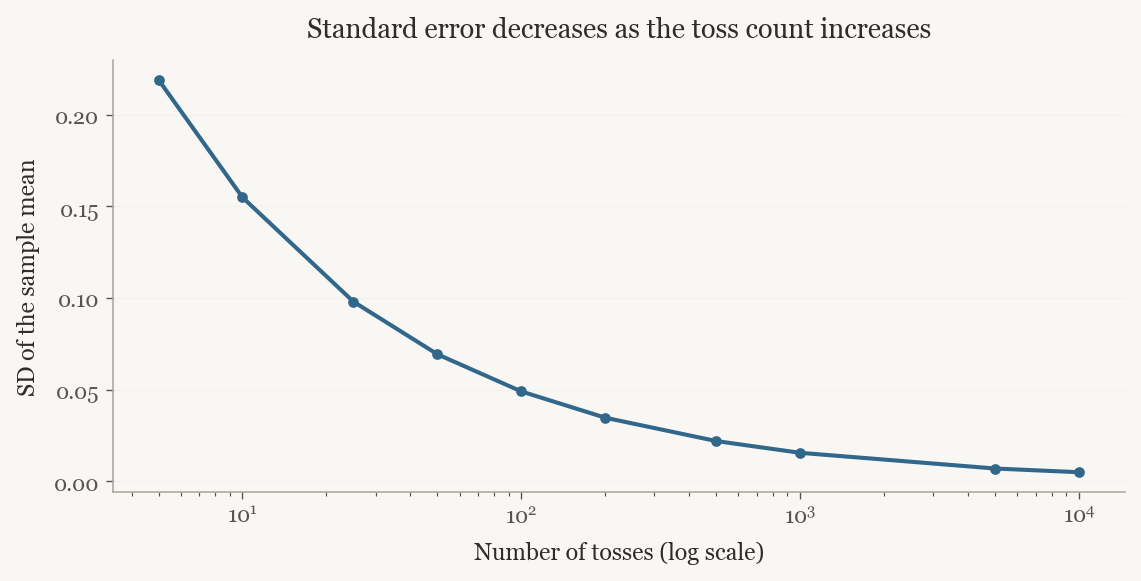 Standard error decreases as the toss count increases
SD of the sample mean
0.20
0.15
0.10
0.05
0.00
10¹ 10² 10³ 10⁴
Number of tosses (log scale)